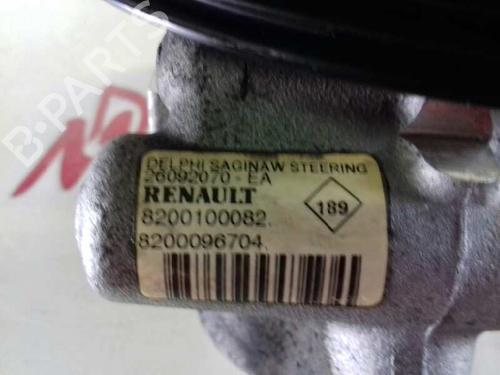 B-PARTS
DELPHI SAGINAW STEERING
26092070-EA
RENAULT
189
8200100082.
8200096704.